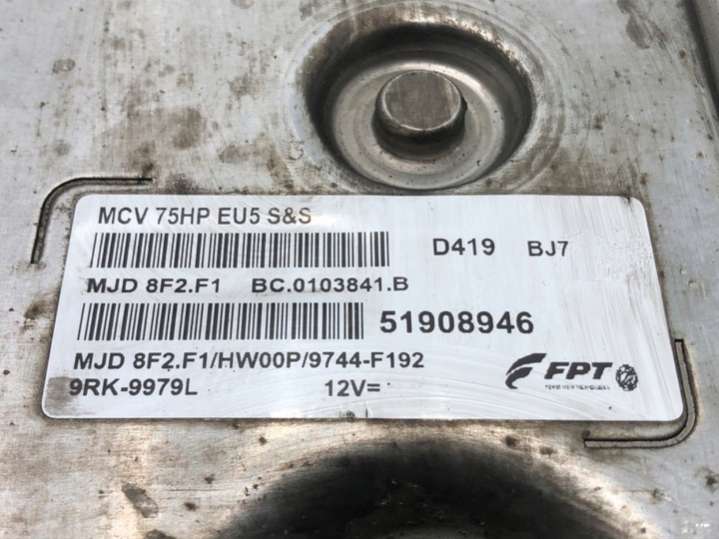 MCV 75HP EU5 S&S
D419 BJ7
MJD 8F2.F1 BC.0103841.B
51908946
MJD 8F2.F1/HW00P/9744-F192
9RK-9979L 12V=
FPT